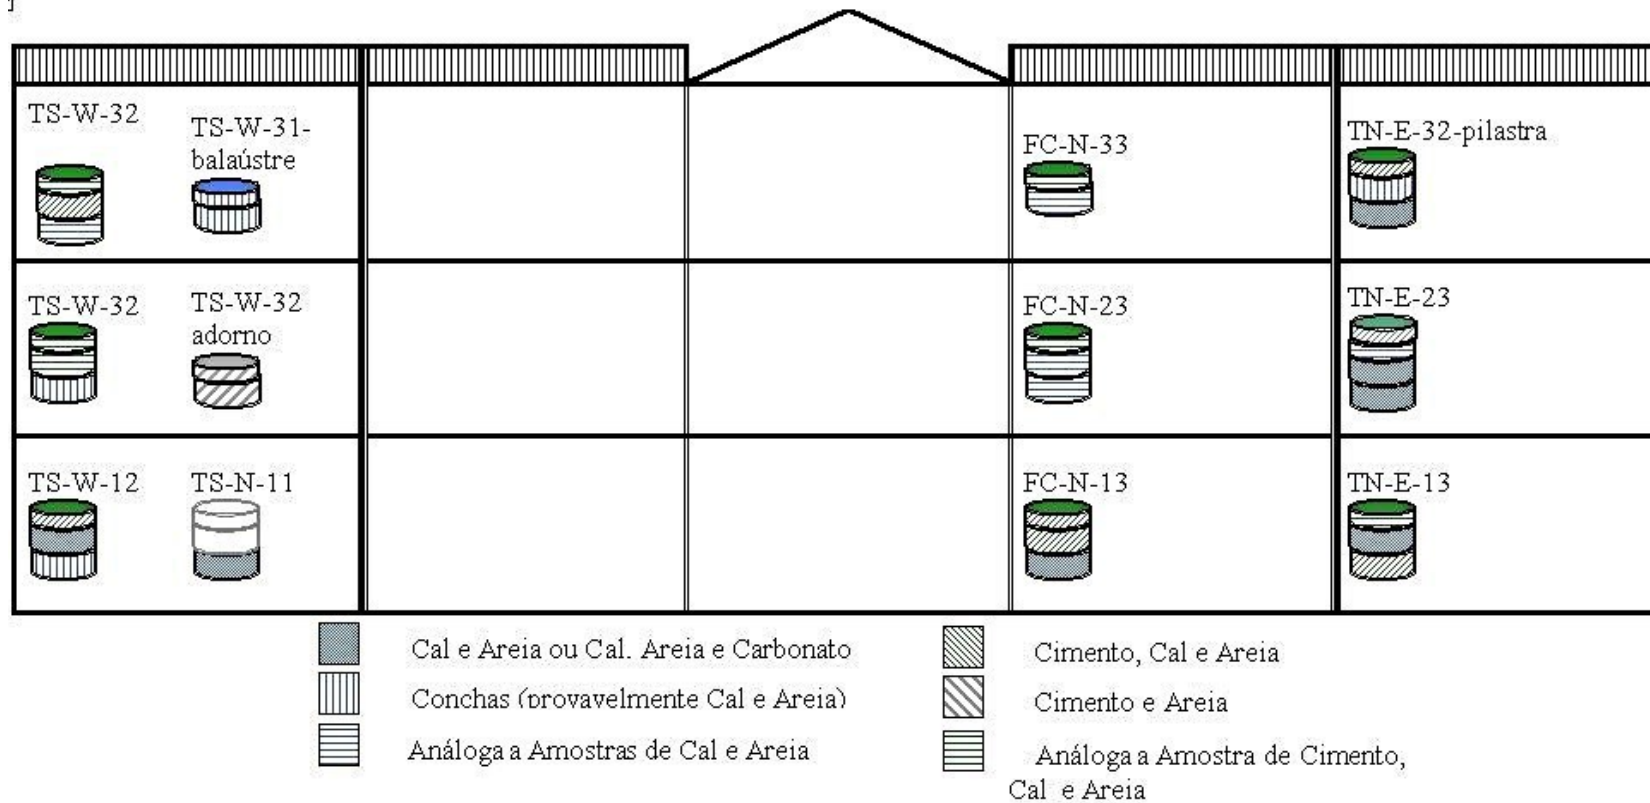 TS-W-32
TS-W-31-
balaústre
FC-N-33
TN-E-32-pilastra
TS-W-32
TS-W-32
adorno
FC-N-23
TN-E-23
TS-W-12
TS-N-11
FC-N-13
TN-E-13
Cal e Areia ou Cal. Areia e Carbonato
Conchas (provavelmente Cal e Areia)
Análoga a Amostras de Cal e Areia
Cimento, Cal e Areia
Cimento e Areia
Análoga a Amostra de Cimento,
Cal e Areia